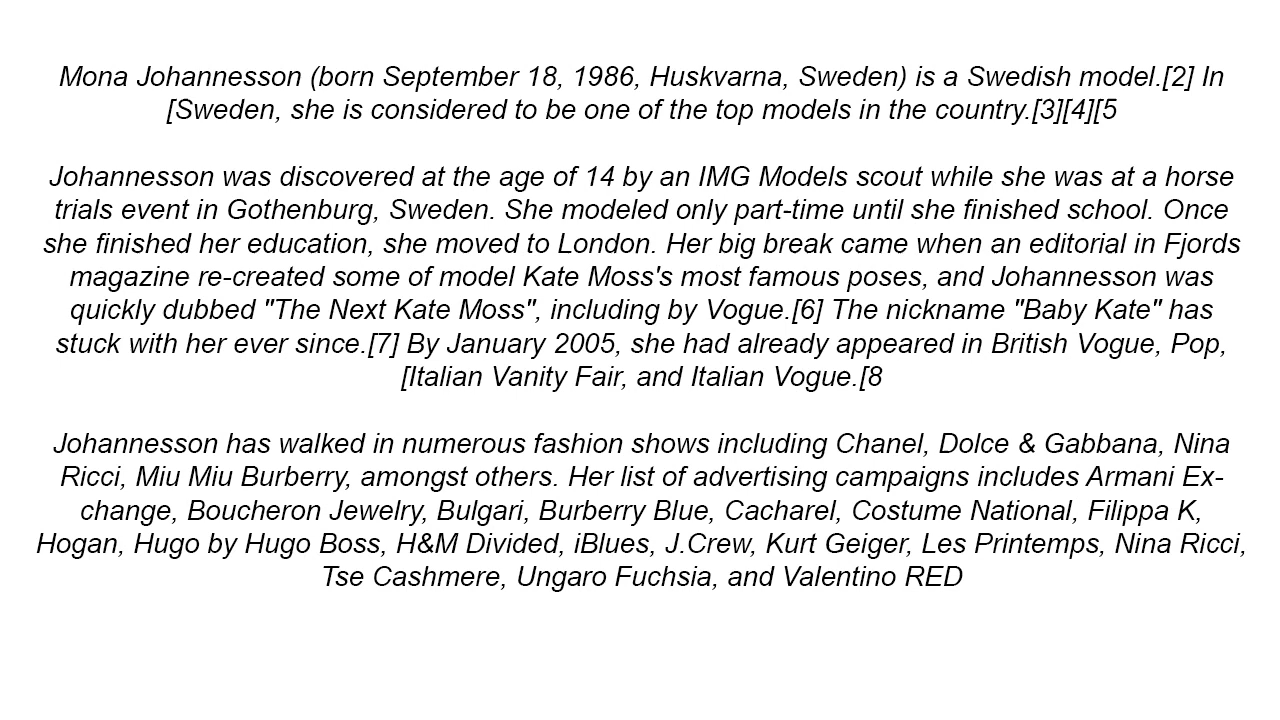 Mona Johannesson (born September 18, 1986, Huskvarna, Sweden) is a Swedish model.[2] In
[Sweden, she is considered to be one of the top models in the country.[3][4][5
Johannesson was discovered at the age of 14 by an IMG Models scout while she was at a horse
trials event in Gothenburg, Sweden. She modeled only part-time until she finished school. Once
she finished her education, she moved to London. Her big break came when an editorial in Fjords
magazine re-created some of model Kate Moss's most famous poses, and Johannesson was
quickly dubbed "The Next Kate Moss", including by Vogue.[6] The nickname "Baby Kate" has
stuck with her ever since.[7] By January 2005, she had already appeared in British Vogue, Pop,
[Italian Vanity Fair, and Italian Vogue.[8
Johannesson has walked in numerous fashion shows including Chanel, Dolce & Gabbana, Nina
Ricci, Miu Miu Burberry, amongst others. Her list of advertising campaigns includes Armani Ex-
change, Boucheron Jewelry, Bulgari, Burberry Blue, Cacharel, Costume National, Filippa K,
Hogan, Hugo by Hugo Boss, H&M Divided, iBlues, J.Crew, Kurt Geiger, Les Printemps, Nina Ricci,
Tse Cashmere, Ungaro Fuchsia, and Valentino RED